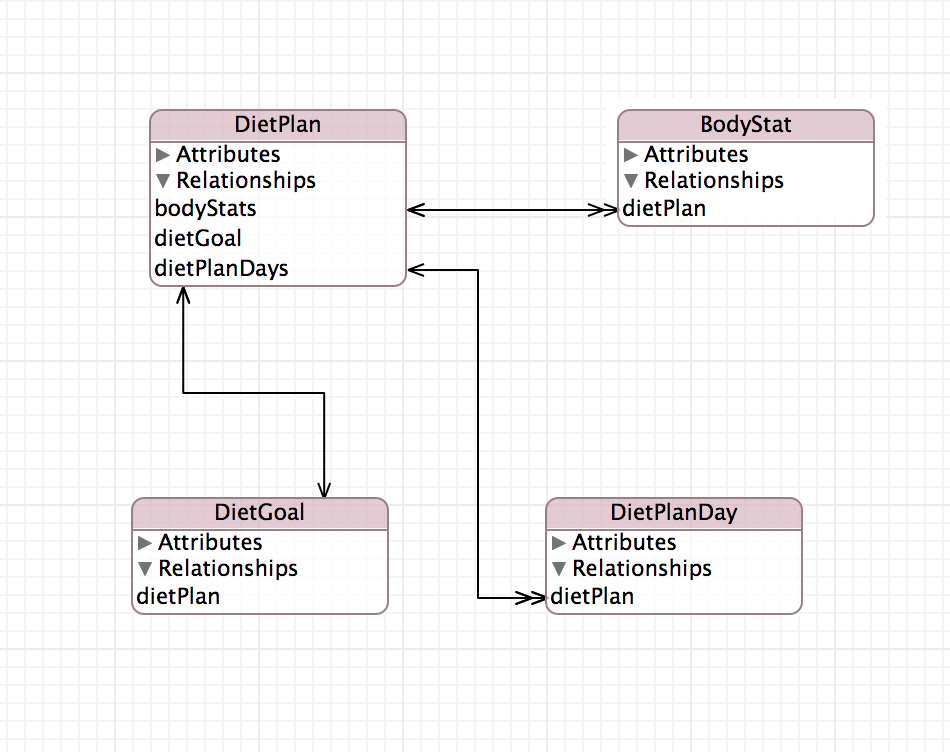 DietPlan
Attributes
Relationships
bodyStats
dietGoal
dietPlanDays
BodyStat
Attributes
Relationships
dietPlan
DietGoal
Attributes
Relationships
dietPlan
DietPlanDay
Attributes
Relationships
dietPlan